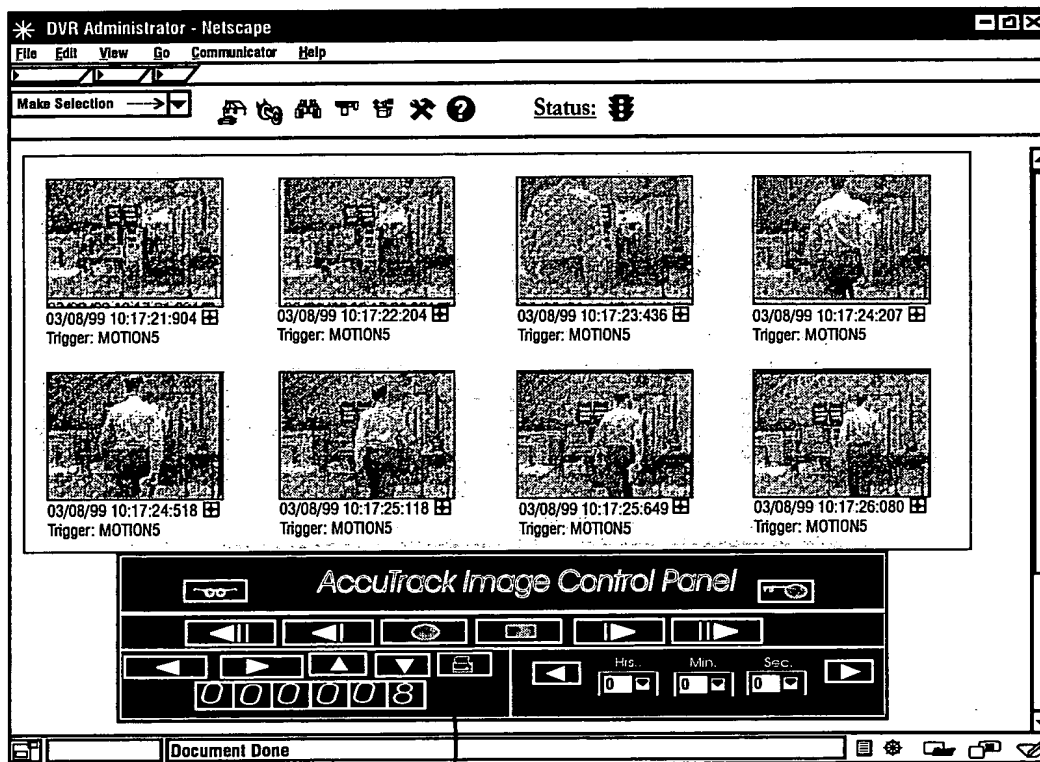 DVR Administrator - Netscape
File Edit View Go Communicator Help
Make Selection
Status:
03/08/99 10:17:21:904 03/08/99 10:17:22:204 03/08/99 10:17:23:436 03/08/99 10:17:24:207
Trigger: MOTION5 Trigger: MOTION5 Trigger: MOTION5 Trigger: MOTION5
03/08/99 10:17:24:518 03/08/99 10:17:25:118 03/08/99 10:17:25:649 03/08/99 10:17:26:080
Trigger: MOTION5 Trigger: MOTION5 Trigger: MOTION5 Trigger: MOTION5
AccuTrack Image Control Panel
Hrs.. Min. Sec.
0 0 0
000008
Document Done